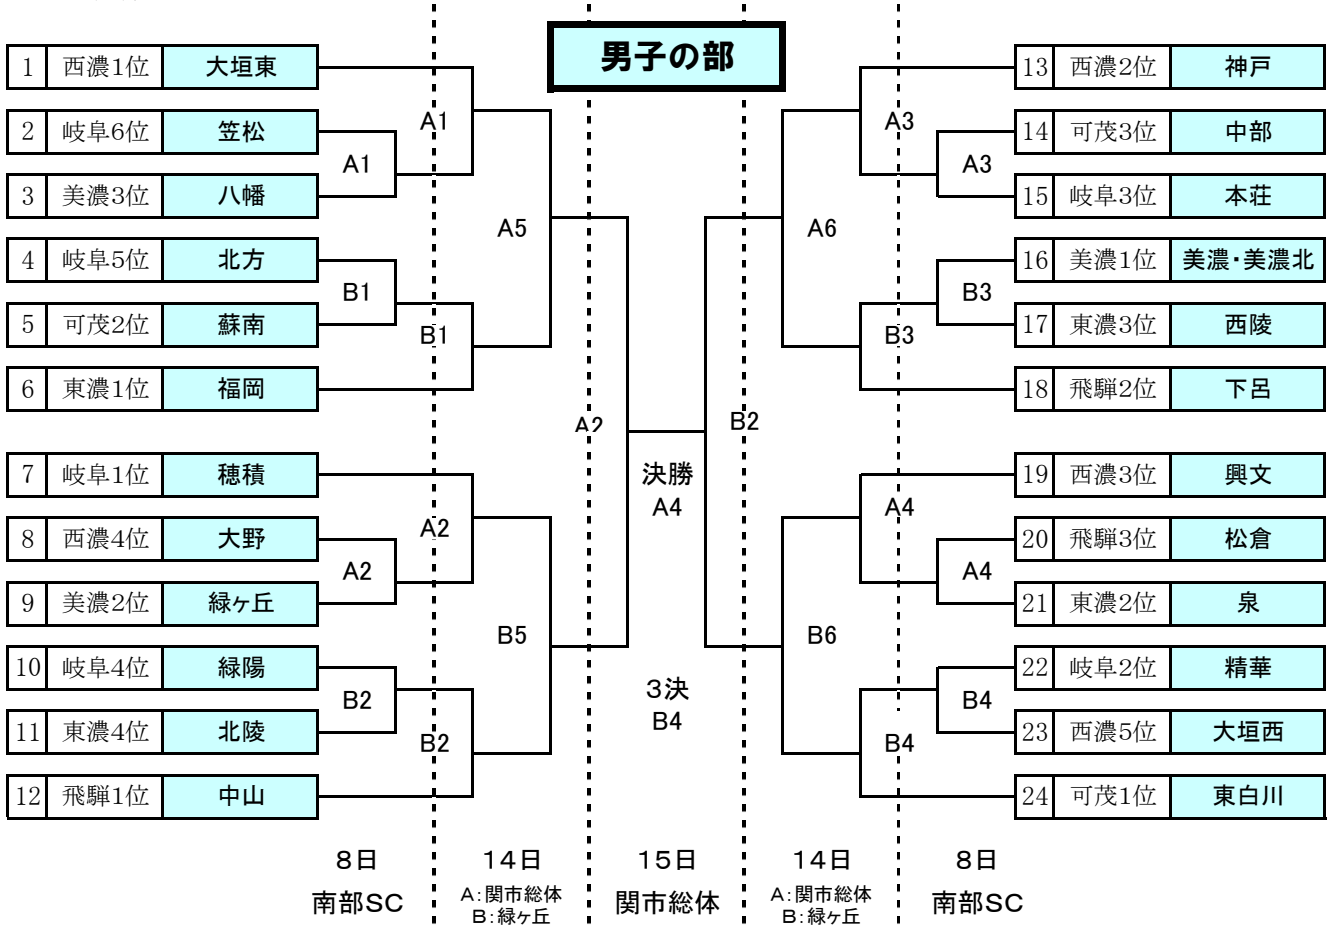 男子の部
1 西濃1位 大垣東
2 岐阜6位 笠松
3 美濃3位 八幡
4 岐阜5位 北方
5 可茂2位 蘇南
6 東濃1位 福岡
7 岐阜1位 穂積
8 西濃4位 大野
9 美濃2位 緑ヶ丘
10 岐阜4位 緑陽
11 東濃4位 北陵
12 飛騨1位 中山
A1
B1
A2
B2
A1
B1
A2
B2
A5
B5
A2
決勝
A4
3決
B4
B2
A6
B6
A3
B3
A4
B4
A3
B3
A4
B4
13 西濃2位 神戸
14 可茂3位 中部
15 岐阜3位 本荘
16 美濃1位 美濃・美濃北
17 東濃3位 西陵
18 飛騨2位 下呂
19 西濃3位 興文
20 飛騨3位 松倉
21 東濃2位 泉
22 岐阜2位 精華
23 西濃5位 大垣西
24 可茂1位 東白川
8日
南部SC
14日
A:関市総体
B:緑ヶ丘
15日
関市総体
14日
A:関市総体
B:緑ヶ丘
8日
南部SC